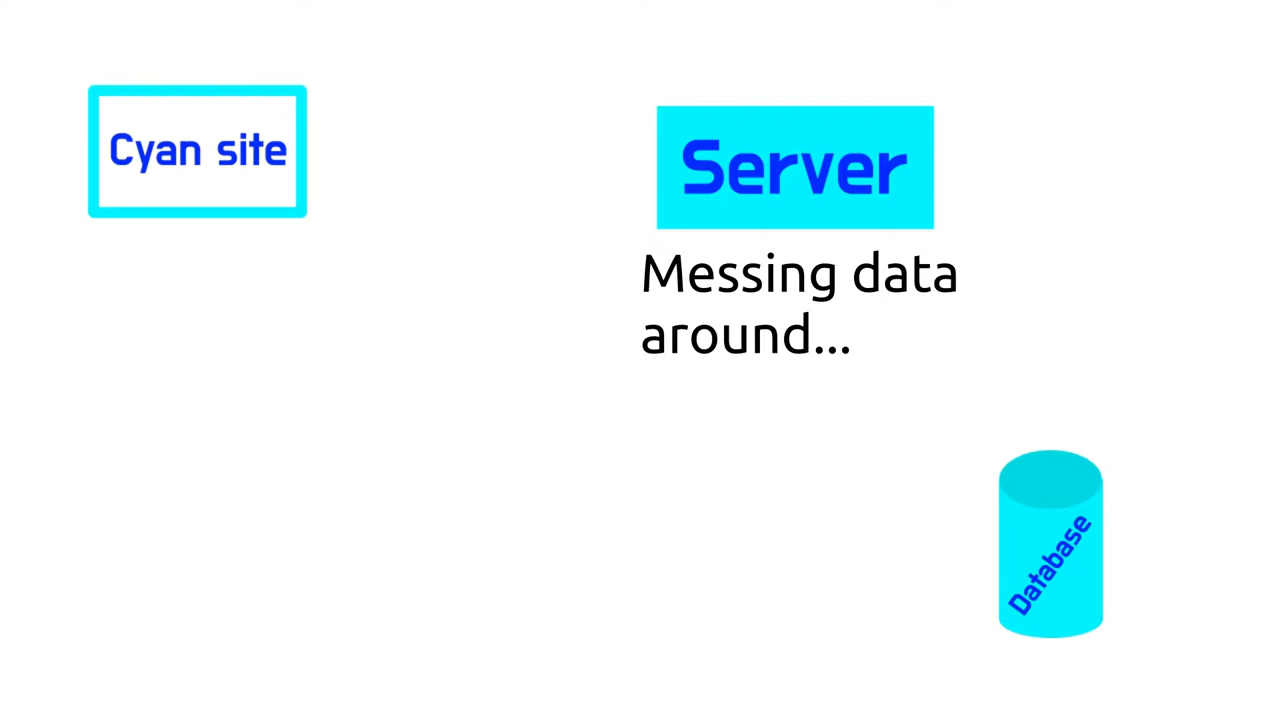 Cyan site
Server
Messing data
around...
Database